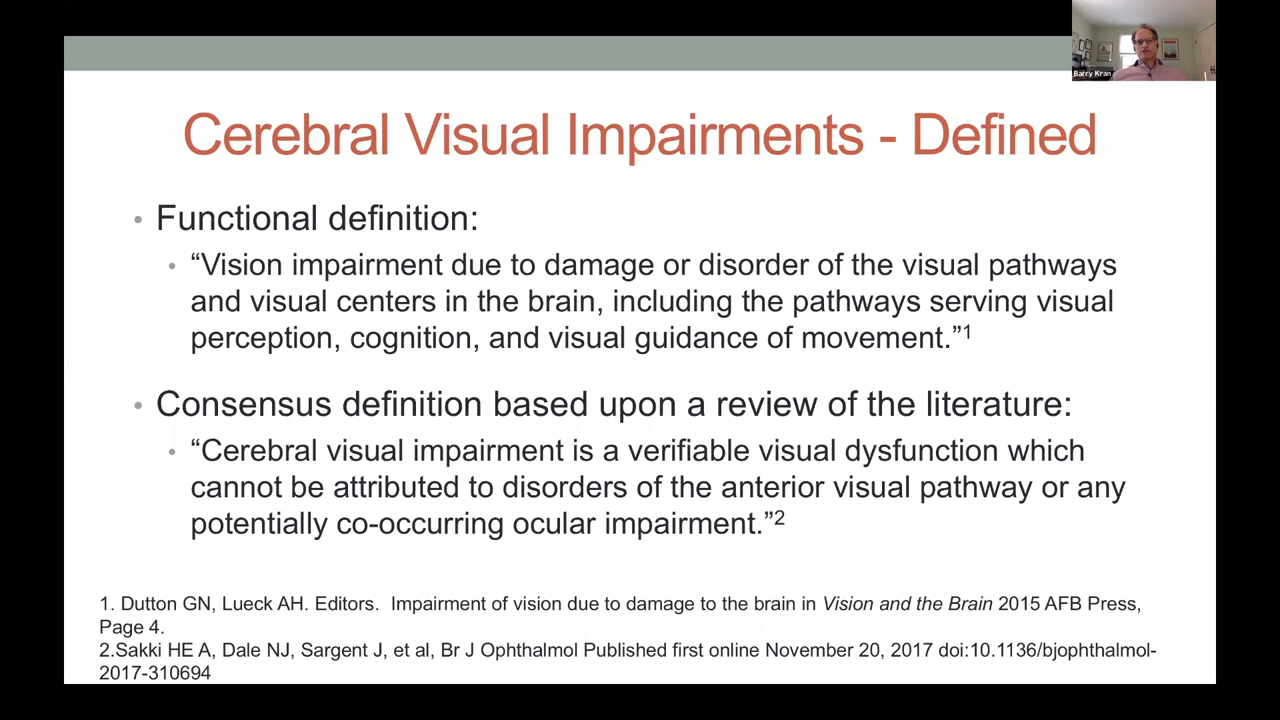 Barry Kran
Cerebral Visual Impairments - Defined
• Functional definition:
• “Vision impairment due to damage or disorder of the visual pathways
and visual centers in the brain, including the pathways serving visual
perception, cognition, and visual guidance of movement.”1
• Consensus definition based upon a review of the literature:
• “Cerebral visual impairment is a verifiable visual dysfunction which
cannot be attributed to disorders of the anterior visual pathway or any
potentially co-occurring ocular impairment.”2
1. Dutton GN, Lueck AH. Editors.  Impairment of vision due to damage to the brain in Vision and the Brain 2015 AFB Press,
Page 4.
2.Sakki HE A, Dale NJ, Sargent J, et al, Br J Ophthalmol Published first online November 20, 2017 doi:10.1136/bjophthalmol-
2017-310694